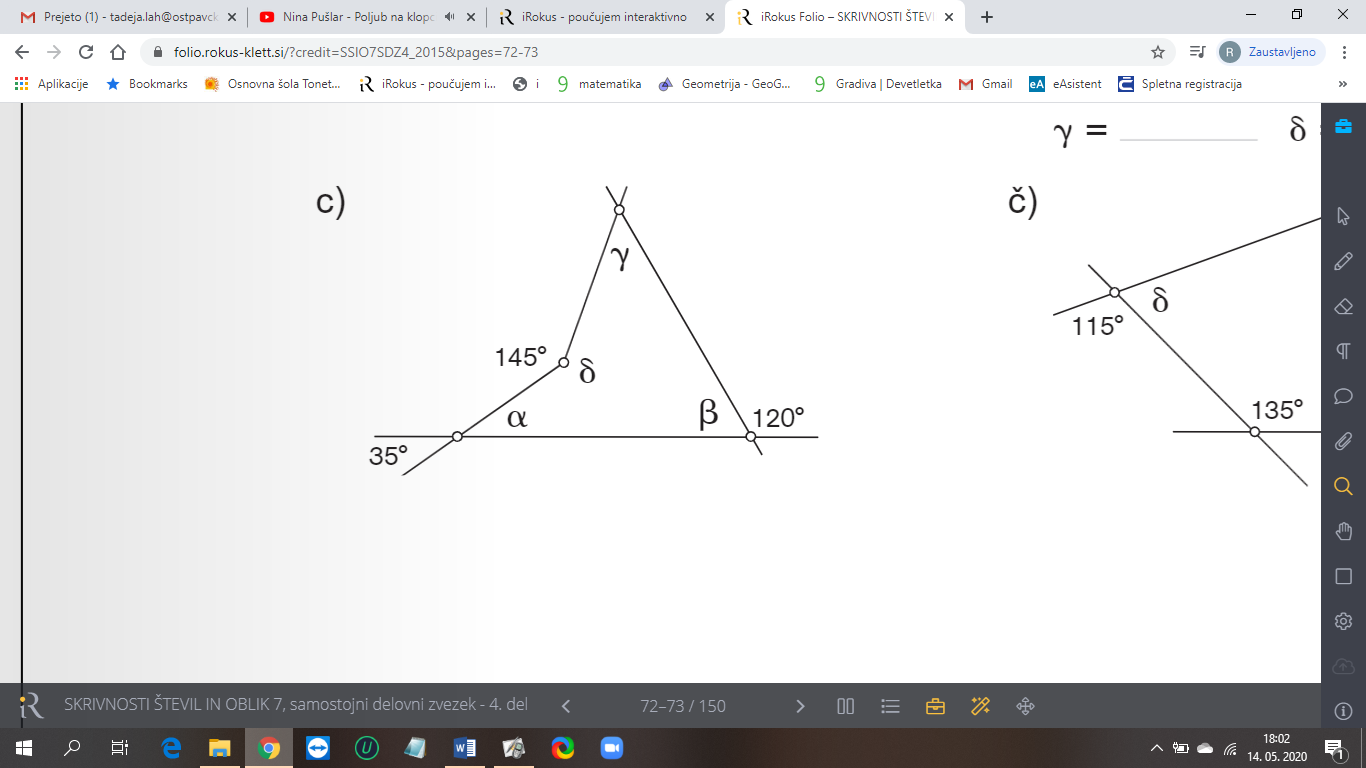 Prejeto (1) - tadeja.lah@ostpavck
Nina Pušlar - Poljub na klopc
iRokus - poučujem interaktivno
iRokus Folio – SKRIVNOSTI ŠTEVI
folio.rokus-klett.si/?credit=SSIO7SDZ4_2015&pages=72-73
R Zaustavljeno
Aplikacije Bookmarks Osnovna šola Tonet... iRokus - poučujem i... i matematika Geometrija - GeoG... Gradiva | Devetletka Gmail eA eAsistent Spletna registracija »
γ = δ
c)
γ
145°
δ
α
β
120°
35°
č)
δ
115°
135°
iR SKRIVNOSTI ŠTEVIL IN OBLIK 7, samostojni delovni zvezek - 4. del
72–73 / 150
18:02
14. 05. 2020
1